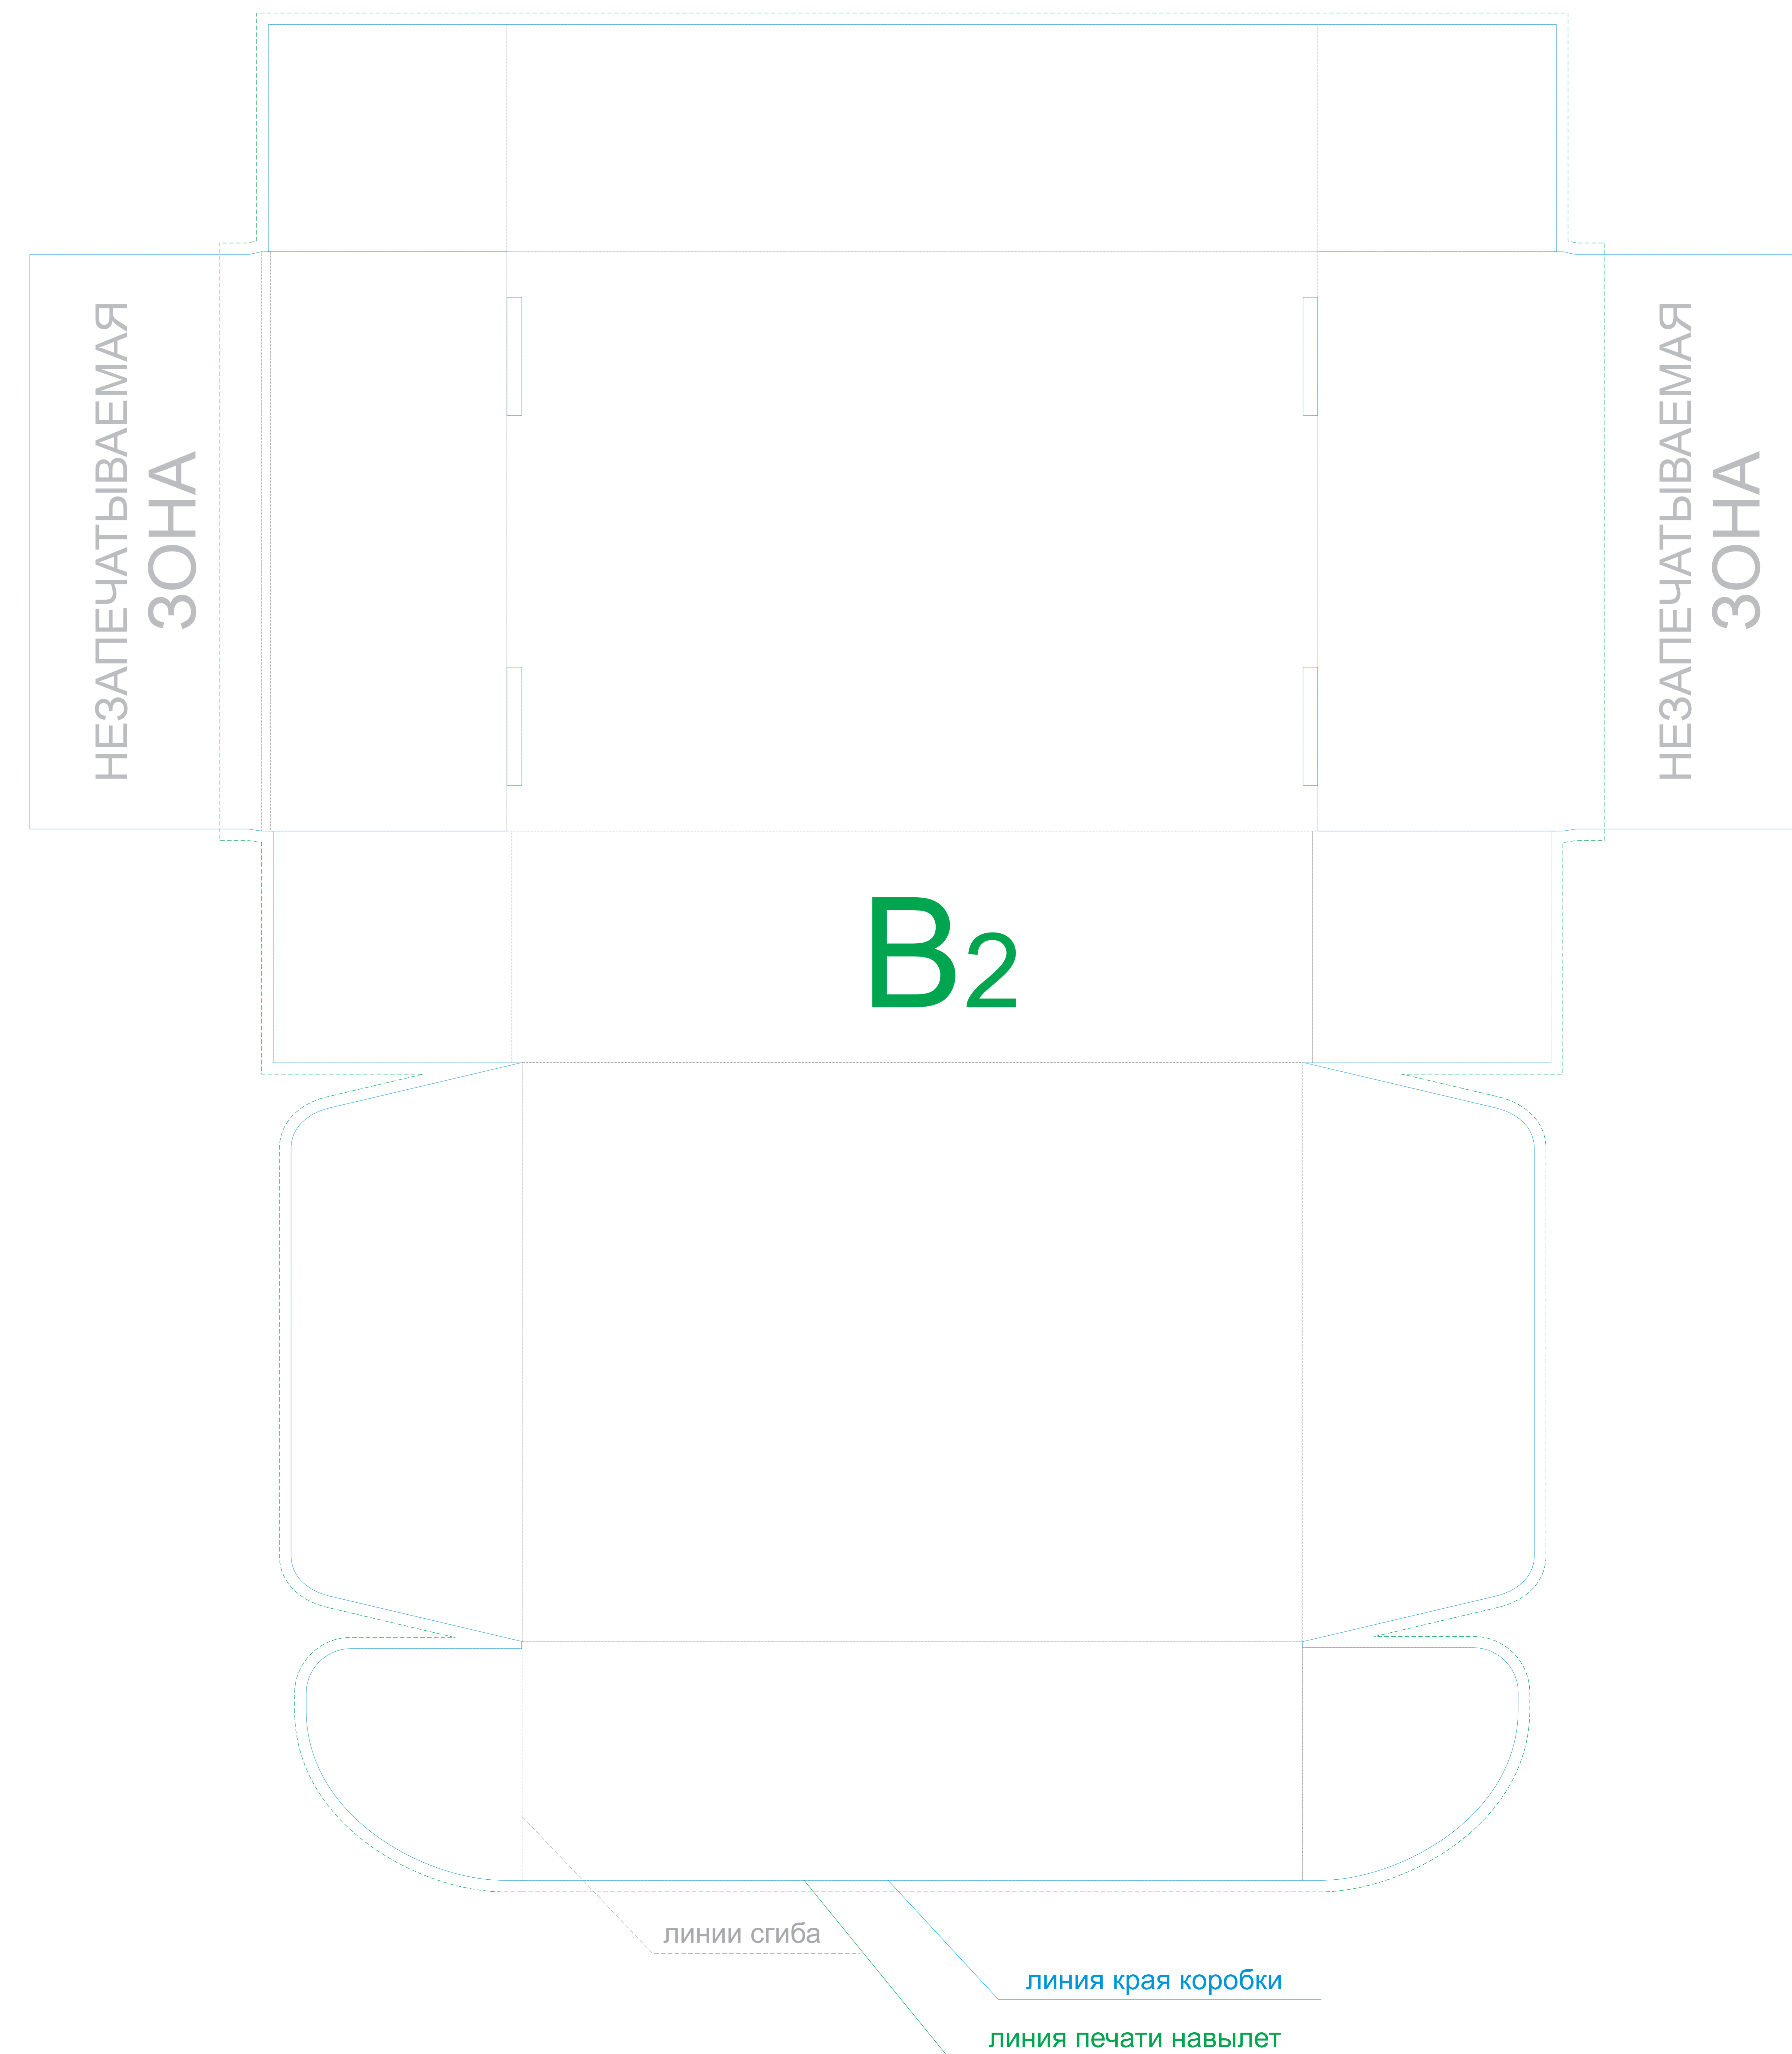 НЕЗАПЕЧАТЫВАЕМАЯ
ЗОНА
НЕЗАПЕЧАТЫВАЕМАЯ
ЗОНА
B2
линии сгиба
линия края коробки
линия печати навылет